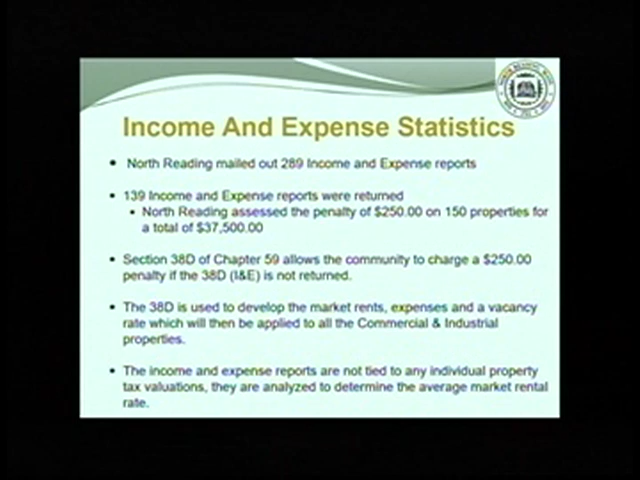 Income And Expense Statistics
• North Reading mailed out 289 Income and Expense reports
• 139 Income and Expense reports were returned
• North Reading assessed the penalty of $250.00 on 150 properties for
a total of $37,500.00
• Section 38D of Chapter 59 allows the community to charge a $250.00
penalty if the 38D (I&E) is not returned.
• The 38D is used to develop the market rents, expenses and a vacancy
rate which will then be applied to all the Commercial & Industrial
properties.
• The income and expense reports are not tied to any individual property
tax valuations, they are analyzed to determine the average market rental
rate.